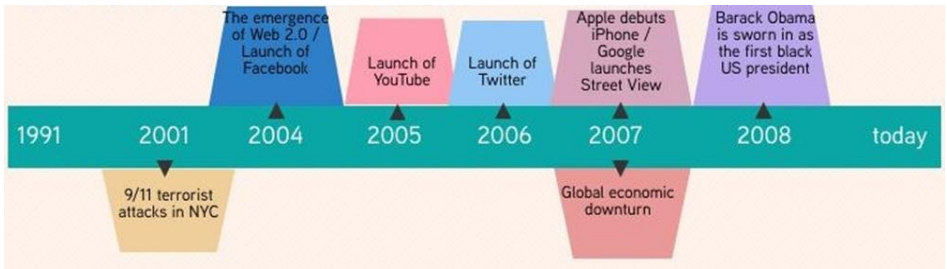 The emergence
of Web 2.0 /
Launch of
Facebook
Launch of
YouTube
Launch of
Twitter
Apple debuts
iPhone /
Google
launches
Street View
Barack Obama
is sworn in as
the first black
US president
1991 2001 2004 2005 2006 2007 2008 today
9/11 terrorist
attacks in NYC
Global economic
downturn